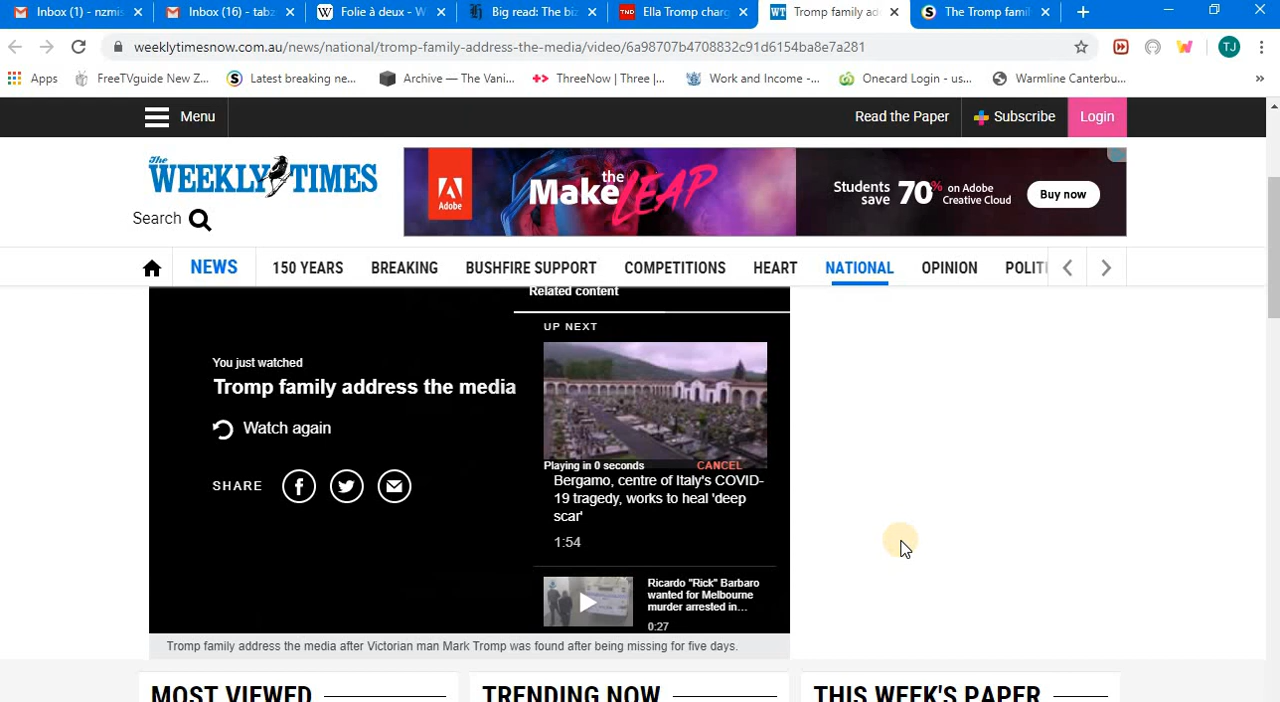 Inbox (1) - nzmis
Inbox (16) - tabz
Folie à deux - W
Big read: The biz
Ella Tromp charg
Tromp family ad
The Tromp famil
weeklytimesnow.com.au/news/national/tromp-family-address-the-media/video/6a98707b4708832c91d6154ba8e7a281
TJ
Apps
FreeTVguide New Z...
Latest breaking ne...
Archive — The Vani...
ThreeNow | Three |...
Work and Income -...
Onecard Login - us...
Warmline Canterbu...
»
Menu
Read the Paper
Subscribe
Login
The WEEKLY TIMES
Search
Adobe
Make the LEAP
Students save 70% on Adobe Creative Cloud
Buy now
NEWS
150 YEARS
BREAKING
BUSHFIRE SUPPORT
COMPETITIONS
HEART
NATIONAL
OPINION
POLITI
Related content
UP NEXT
You just watched
Tromp family address the media
Watch again
SHARE
Playing in 0 seconds
CANCEL
Bergamo, centre of Italy's COVID-
19 tragedy, works to heal 'deep
scar'
1:54
Ricardo "Rick" Barbaro
wanted for Melbourne
murder arrested in...
0:27
Tromp family address the media after Victorian man Mark Tromp was found after being missing for five days.
MOST VIEWED
TRENDING NOW
THIS WEEK'S PAPER